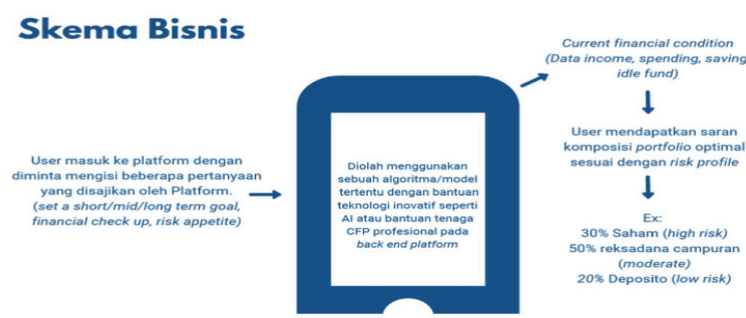 Skema Bisnis
User masuk ke platform dengan
diminta mengisi beberapa pertanyaan
yang disajikan oleh Platform.
(set a short/mid/long term goal,
financial check up, risk appetite)
Diolah menggunakan
sebuah algoritma/model
tertentu dengan bantuan
teknologi inovatif seperti
AI atau bantuan tenaga
CFP profesional pada
back end platform
Current financial condition
(Data income, spending, saving
idle fund)
User mendapatkan saran
komposisi portfolio optimal
sesuai dengan risk profile
Ex:
30% Saham (high risk)
50% reksadana campuran
(moderate)
20% Deposito (low risk)